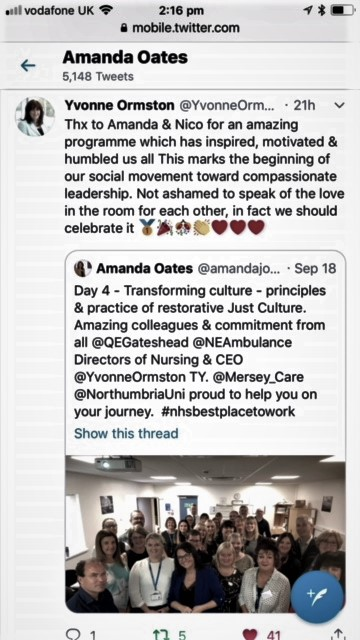 vodafone UK 2:16 pm
mobile.twitter.com
Amanda Oates
5,148 Tweets
Yvonne Ormston @YvonneOrm... · 21h
Thx to Amanda & Nico for an amazing
programme which has inspired, motivated &
humbled us all This marks the beginning of
our social movement toward compassionate
leadership. Not ashamed to speak of the love
in the room for each other, in fact we should
celebrate it
Amanda Oates @amandajo... · Sep 18
Day 4 - Transforming culture - principles
& practice of restorative Just Culture.
Amazing colleagues & commitment from
all @QEGateshead @NEAmbulance
Directors of Nursing & CEO
@YvonneOrmston TY. @Mersey_Care
@NorthumbriaUni proud to help you on
your journey. #nhsbestplacetowork
Show this thread
1 5 41